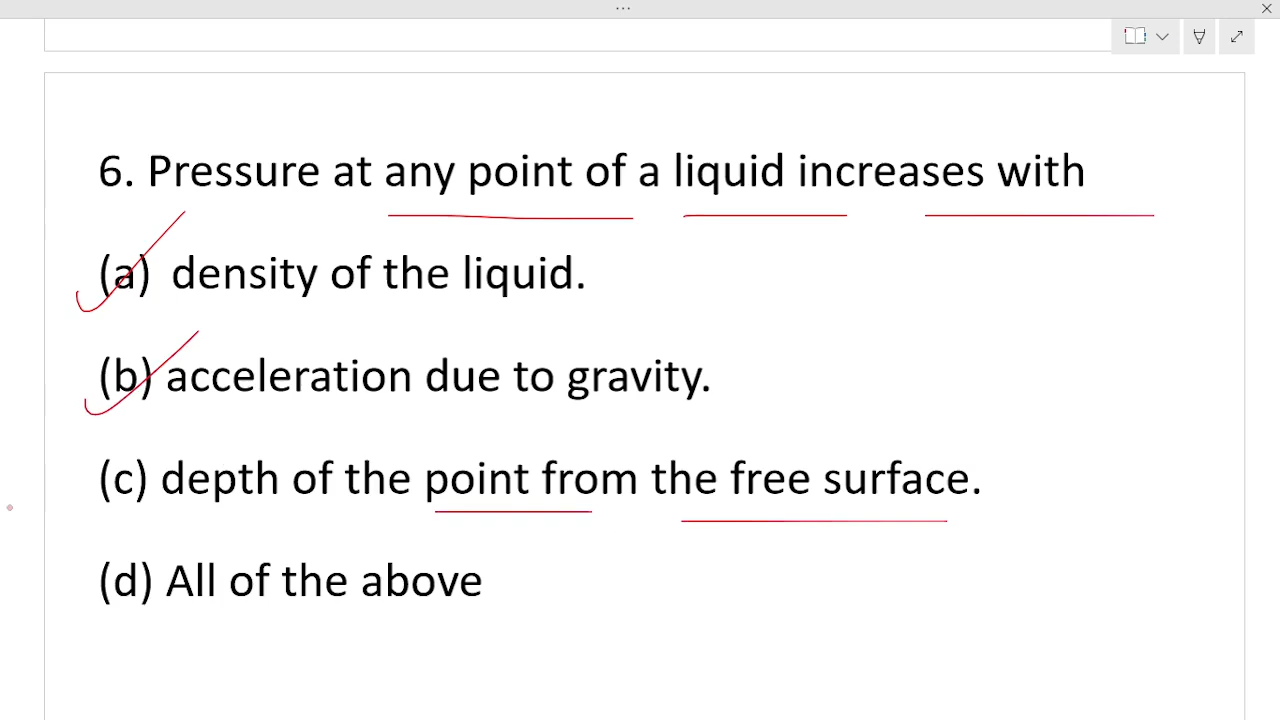 6. Pressure at any point of a liquid increases with
(a) density of the liquid.
(b) acceleration due to gravity.
(c) depth of the point from the free surface.
(d) All of the above